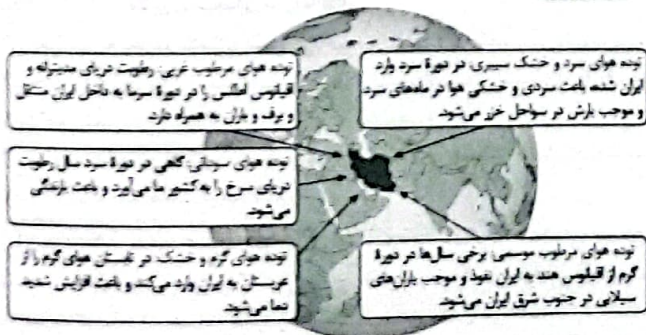 توده هوای سرد و خشک سیبری: در دورهٔ سرد وارد
ایران شده، باعث سردی و خشکی هوا در ماه‌های سرد
و موجب بارش در سواحل خزر می‌شود.
توده هوای مرطوب غربی: رطوبت دریای مدیترانه و
اقیانوس اطلس را در دورهٔ سرما به داخل ایران منتقل
و برف و باران به همراه دارد.
توده هوای سودانی: گاهی در دورهٔ سرد سال رطوبت
دریای سرخ را به کشور ما می‌آورد و باعث بارندگی
می‌شود.
توده هوای گرم و خشک: در تابستان هوای گرم را از
عربستان به ایران وارد می‌کند و باعث افزایش شدید
دما می‌شود.
توده هوای مرطوب موسمی: برخی سال‌ها در دورهٔ
گرم از اقیانوس هند به ایران نفوذ و موجب باران‌های
سیلابی در جنوب شرق ایران می‌شود.